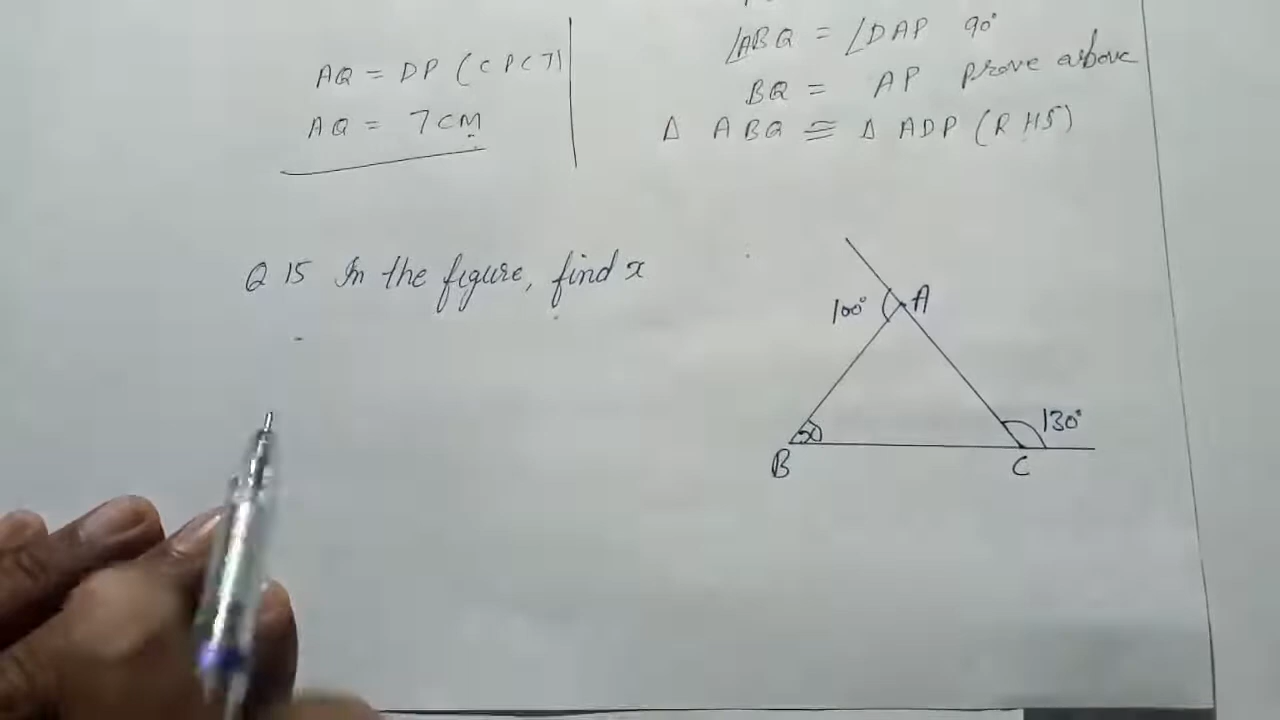 AQ = DP (CPCT)
AQ = 7CM
∠ABQ = ∠DAP 90°
BQ = AP prove above
Δ ABQ ≅ Δ ADP (RHS)
Q 15 In the figure, find x
100° A
130°
x
B C